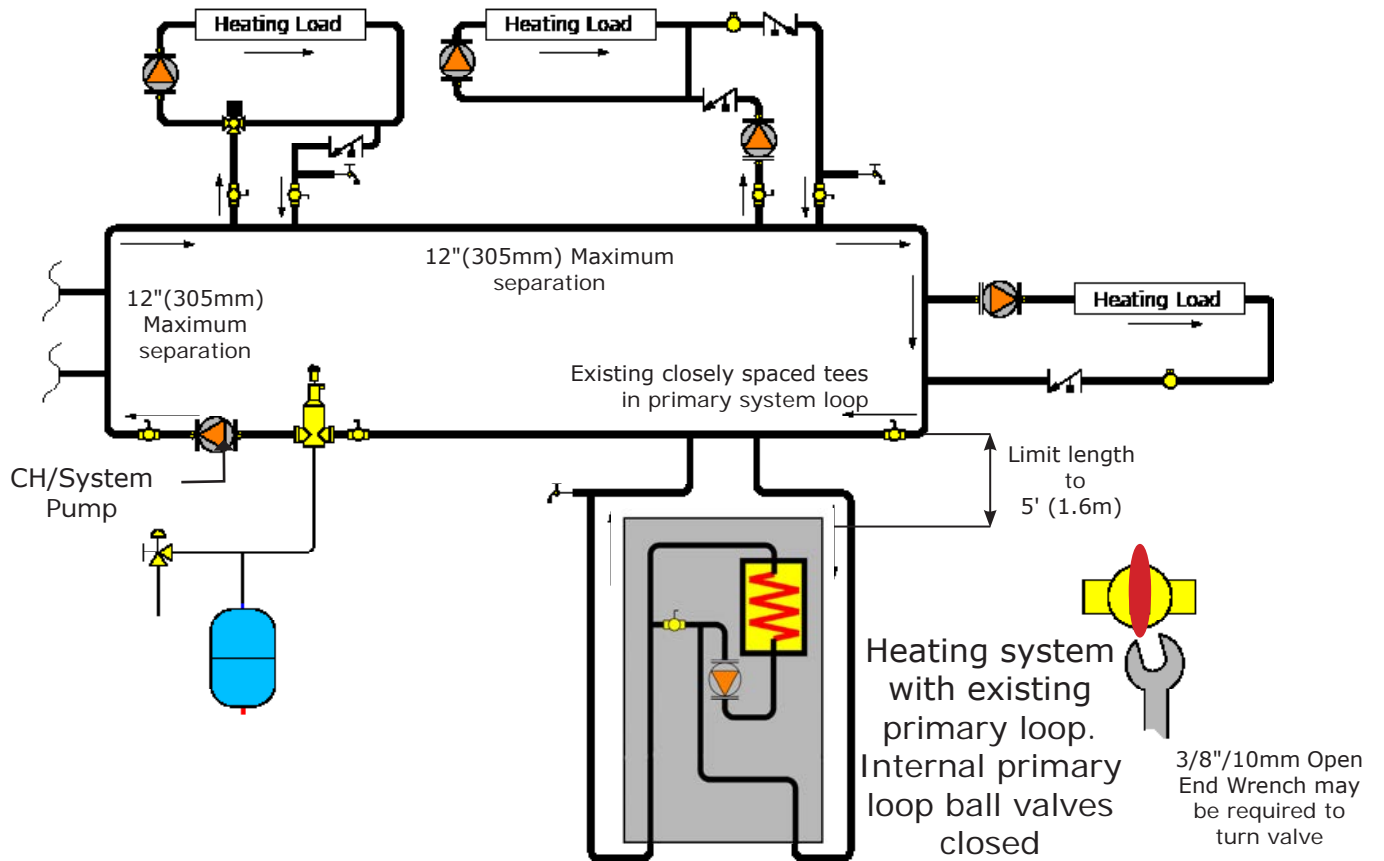 Heating Load
Heating Load
12"(305mm) Maximum
separation
12"(305mm)
Maximum
separation
Heating Load
Existing closely spaced tees
in primary system loop
CH/System
Pump
Limit length
to
5' (1.6m)
Heating system
with existing
primary loop.
Internal primary
loop ball valves
closed
3/8"/10mm Open
End Wrench may
be required to
turn valve